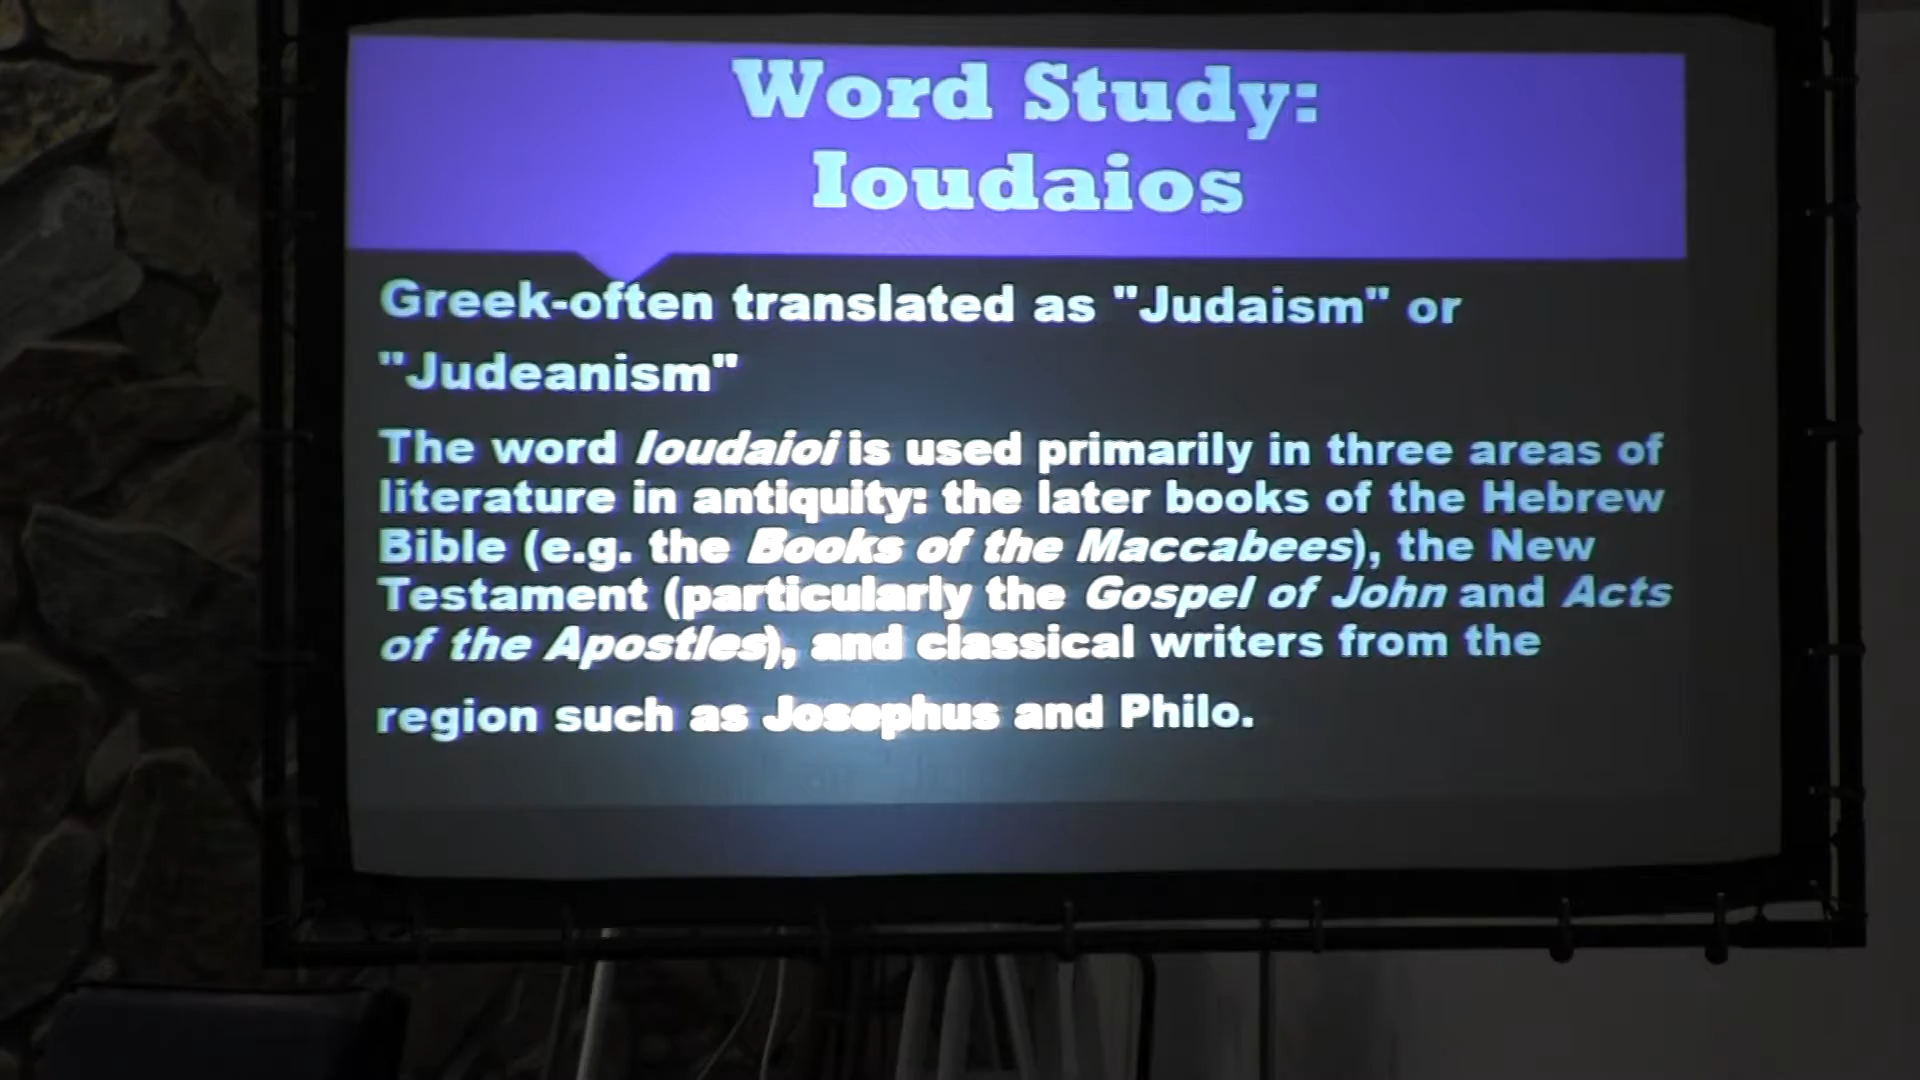 Word Study:
Ioudaios
Greek-often translated as "Judaism" or
"Judeanism"
The word Ioudaioi is used primarily in three areas of
literature in antiquity: the later books of the Hebrew
Bible (e.g. the Books of the Maccabees), the New
Testament (particularly the Gospel of John and Acts
of the Apostles), and classical writers from the
region such as Josephus and Philo.